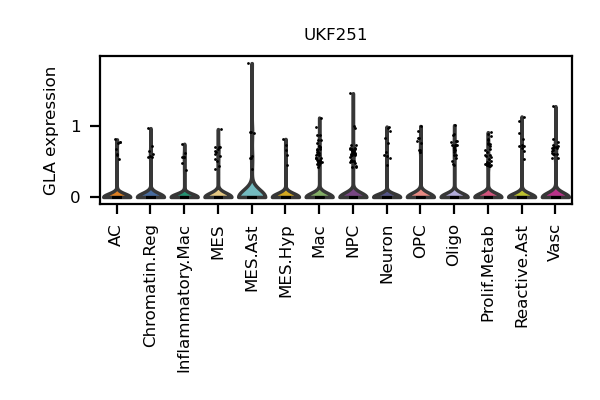 UKF251
GLA expression
1
0
AC
Chromatin.Reg
Inflammatory.Mac
MES
MES.Ast
MES.Hyp
Mac
NPC
Neuron
OPC
Oligo
Prolif.Metab
Reactive.Ast
Vasc